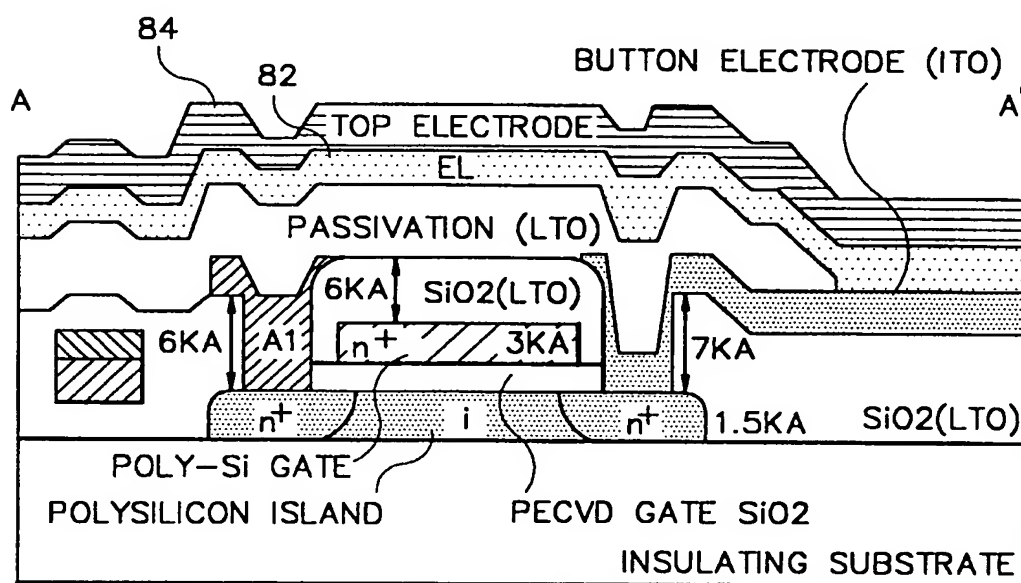 84
82
BUTTON ELECTRODE (ITO)
A
A'
TOP ELECTRODE
EL
PASSIVATION (LTO)
6KA
SiO2(LTO)
6KA
A1
n+
3KA
7KA
n+
i
n+
1.5KA
SiO2(LTO)
POLY-Si GATE
POLYSILICON ISLAND
PECVD GATE SiO2
INSULATING SUBSTRATE